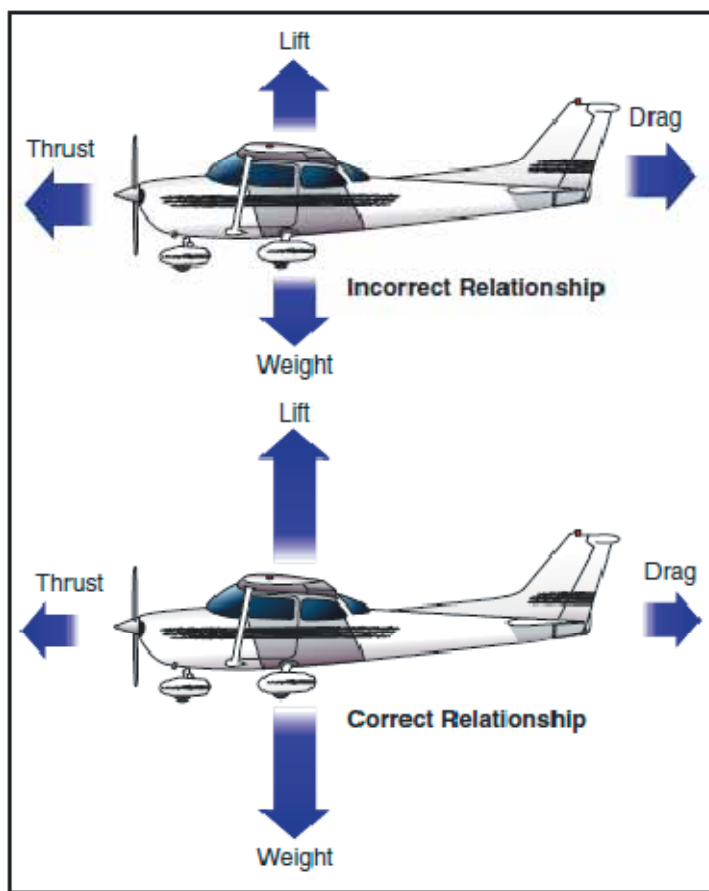 Lift
Thrust
Drag
Incorrect Relationship
Weight
Lift
Thrust
Drag
Correct Relationship
Weight